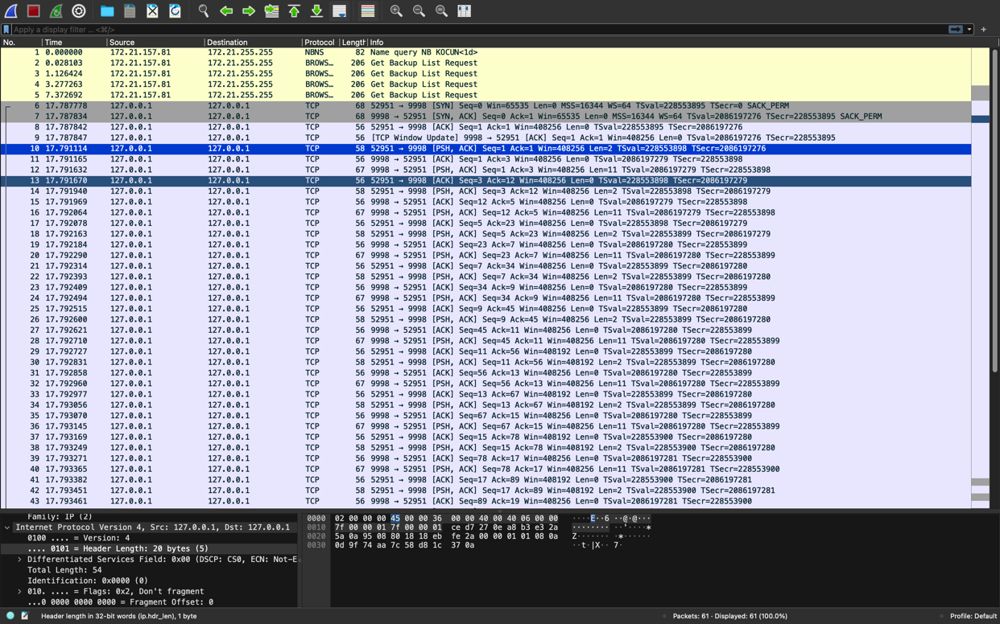 Apply a display filter ... <⌘/>
No. Time Source Destination Protocol Length Info
1 0.000000 172.21.157.81 172.21.255.255 NBNS 82 Name query NB KOCUN<1d>
2 0.028103 172.21.157.81 172.21.255.255 BROWS… 206 Get Backup List Request
3 1.126424 172.21.157.81 172.21.255.255 BROWS… 206 Get Backup List Request
4 3.277263 172.21.157.81 172.21.255.255 BROWS… 206 Get Backup List Request
5 7.372692 172.21.157.81 172.21.255.255 BROWS… 206 Get Backup List Request
6 17.787778 127.0.0.1 127.0.0.1 TCP 68 52951 → 9998 [SYN] Seq=0 Win=65535 Len=0 MSS=16344 WS=64 TSval=228553895 TSecr=0 SACK_PERM
7 17.787834 127.0.0.1 127.0.0.1 TCP 68 9998 → 52951 [SYN, ACK] Seq=0 Ack=1 Win=65535 Len=0 MSS=16344 WS=64 TSval=2086197276 TSecr=228553895 SACK_PERM
8 17.787842 127.0.0.1 127.0.0.1 TCP 56 52951 → 9998 [ACK] Seq=1 Ack=1 Win=408256 Len=0 TSval=228553895 TSecr=2086197276
9 17.787847 127.0.0.1 127.0.0.1 TCP 56 [TCP Window Update] 9998 → 52951 [ACK] Seq=1 Ack=1 Win=408256 Len=0 TSval=2086197276 TSecr=228553895
10 17.791114 127.0.0.1 127.0.0.1 TCP 58 52951 → 9998 [PSH, ACK] Seq=1 Ack=1 Win=408256 Len=2 TSval=228553898 TSecr=2086197276
11 17.791165 127.0.0.1 127.0.0.1 TCP 56 9998 → 52951 [ACK] Seq=1 Ack=3 Win=408256 Len=0 TSval=2086197279 TSecr=228553898
12 17.791632 127.0.0.1 127.0.0.1 TCP 67 9998 → 52951 [PSH, ACK] Seq=1 Ack=3 Win=408256 Len=11 TSval=2086197279 TSecr=228553898
13 17.791670 127.0.0.1 127.0.0.1 TCP 56 52951 → 9998 [ACK] Seq=3 Ack=12 Win=408256 Len=0 TSval=228553898 TSecr=2086197279
14 17.791940 127.0.0.1 127.0.0.1 TCP 58 52951 → 9998 [PSH, ACK] Seq=3 Ack=12 Win=408256 Len=2 TSval=228553898 TSecr=2086197279
15 17.791969 127.0.0.1 127.0.0.1 TCP 56 9998 → 52951 [ACK] Seq=12 Ack=5 Win=408256 Len=0 TSval=2086197279 TSecr=228553898
16 17.792064 127.0.0.1 127.0.0.1 TCP 67 9998 → 52951 [PSH, ACK] Seq=12 Ack=5 Win=408256 Len=11 TSval=2086197279 TSecr=228553898
17 17.792078 127.0.0.1 127.0.0.1 TCP 56 52951 → 9998 [ACK] Seq=5 Ack=23 Win=408256 Len=0 TSval=228553898 TSecr=2086197279
18 17.792163 127.0.0.1 127.0.0.1 TCP 58 52951 → 9998 [PSH, ACK] Seq=5 Ack=23 Win=408256 Len=2 TSval=228553899 TSecr=2086197279
19 17.792184 127.0.0.1 127.0.0.1 TCP 56 9998 → 52951 [ACK] Seq=23 Ack=7 Win=408256 Len=0 TSval=2086197280 TSecr=228553899
20 17.792290 127.0.0.1 127.0.0.1 TCP 67 9998 → 52951 [PSH, ACK] Seq=23 Ack=7 Win=408256 Len=11 TSval=2086197280 TSecr=228553899
21 17.792314 127.0.0.1 127.0.0.1 TCP 56 52951 → 9998 [ACK] Seq=7 Ack=34 Win=408256 Len=0 TSval=228553899 TSecr=2086197280
22 17.792393 127.0.0.1 127.0.0.1 TCP 58 52951 → 9998 [PSH, ACK] Seq=7 Ack=34 Win=408256 Len=2 TSval=228553899 TSecr=2086197280
23 17.792409 127.0.0.1 127.0.0.1 TCP 56 9998 → 52951 [ACK] Seq=34 Ack=9 Win=408256 Len=0 TSval=2086197280 TSecr=228553899
24 17.792494 127.0.0.1 127.0.0.1 TCP 67 9998 → 52951 [PSH, ACK] Seq=34 Ack=9 Win=408256 Len=11 TSval=2086197280 TSecr=228553899
25 17.792515 127.0.0.1 127.0.0.1 TCP 56 52951 → 9998 [ACK] Seq=9 Ack=45 Win=408256 Len=0 TSval=228553899 TSecr=2086197280
26 17.792600 127.0.0.1 127.0.0.1 TCP 58 52951 → 9998 [PSH, ACK] Seq=9 Ack=45 Win=408256 Len=2 TSval=228553899 TSecr=2086197280
27 17.792621 127.0.0.1 127.0.0.1 TCP 56 9998 → 52951 [ACK] Seq=45 Ack=11 Win=408256 Len=0 TSval=2086197280 TSecr=228553899
28 17.792710 127.0.0.1 127.0.0.1 TCP 67 9998 → 52951 [PSH, ACK] Seq=45 Ack=11 Win=408256 Len=11 TSval=2086197280 TSecr=228553899
29 17.792727 127.0.0.1 127.0.0.1 TCP 56 52951 → 9998 [ACK] Seq=11 Ack=56 Win=408192 Len=0 TSval=228553899 TSecr=2086197280
30 17.792831 127.0.0.1 127.0.0.1 TCP 58 52951 → 9998 [PSH, ACK] Seq=11 Ack=56 Win=408192 Len=2 TSval=228553899 TSecr=2086197280
31 17.792858 127.0.0.1 127.0.0.1 TCP 56 9998 → 52951 [ACK] Seq=56 Ack=13 Win=408256 Len=0 TSval=2086197280 TSecr=228553899
32 17.792960 127.0.0.1 127.0.0.1 TCP 67 9998 → 52951 [PSH, ACK] Seq=56 Ack=13 Win=408256 Len=11 TSval=2086197280 TSecr=228553899
33 17.792977 127.0.0.1 127.0.0.1 TCP 56 52951 → 9998 [ACK] Seq=13 Ack=67 Win=408192 Len=0 TSval=228553899 TSecr=2086197280
34 17.793056 127.0.0.1 127.0.0.1 TCP 58 52951 → 9998 [PSH, ACK] Seq=13 Ack=67 Win=408192 Len=2 TSval=228553899 TSecr=2086197280
35 17.793070 127.0.0.1 127.0.0.1 TCP 56 9998 → 52951 [ACK] Seq=67 Ack=15 Win=408256 Len=0 TSval=2086197280 TSecr=228553899
36 17.793145 127.0.0.1 127.0.0.1 TCP 67 9998 → 52951 [PSH, ACK] Seq=67 Ack=15 Win=408256 Len=11 TSval=2086197280 TSecr=228553899
37 17.793169 127.0.0.1 127.0.0.1 TCP 56 52951 → 9998 [ACK] Seq=15 Ack=78 Win=408192 Len=0 TSval=228553900 TSecr=2086197280
38 17.793249 127.0.0.1 127.0.0.1 TCP 58 52951 → 9998 [PSH, ACK] Seq=15 Ack=78 Win=408192 Len=2 TSval=228553900 TSecr=2086197280
39 17.793271 127.0.0.1 127.0.0.1 TCP 56 9998 → 52951 [ACK] Seq=78 Ack=17 Win=408256 Len=0 TSval=2086197281 TSecr=228553900
40 17.793365 127.0.0.1 127.0.0.1 TCP 67 9998 → 52951 [PSH, ACK] Seq=78 Ack=17 Win=408256 Len=11 TSval=2086197281 TSecr=228553900
41 17.793382 127.0.0.1 127.0.0.1 TCP 56 52951 → 9998 [ACK] Seq=17 Ack=89 Win=408192 Len=0 TSval=228553900 TSecr=2086197281
42 17.793451 127.0.0.1 127.0.0.1 TCP 58 52951 → 9998 [PSH, ACK] Seq=17 Ack=89 Win=408192 Len=2 TSval=228553900 TSecr=2086197281
43 17.793461 127.0.0.1 127.0.0.1 TCP 56 9998 → 52951 [ACK] Seq=89 Ack=19 Win=408256 Len=0 TSval=2086197281 TSecr=228553900
Family: IP (2)
Internet Protocol Version 4, Src: 127.0.0.1, Dst: 127.0.0.1
0100 .... = Version: 4
.... 0101 = Header Length: 20 bytes (5)
Differentiated Services Field: 0x00 (DSCP: CS0, ECN: Not-E
Total Length: 54
Identification: 0x0000 (0)
010. .... = Flags: 0x2, Don't fragment
...0 0000 0000 0000 = Fragment Offset: 0
0000 02 00 00 00 45 00 00 36 00 00 40 00 40 06 00 00 ····E··6 ··@·@···
0010 7f 00 00 01 7f 00 00 01 ce d7 27 0e a8 b3 e3 2a ········ ··'····*
0020 5a 0a 95 08 80 18 18 eb fe 2a 00 00 01 01 08 0a Z······· ·*······
0030 0d 9f 74 aa 7c 58 d8 1c 37 0a ··t·|X·· 7·
Header length in 32-bit words (ip.hdr_len), 1 byte
Packets: 61 · Displayed: 61 (100.0%)
Profile: Default